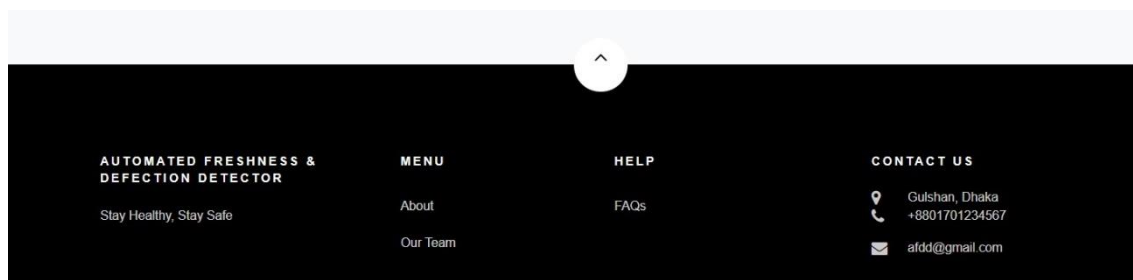 AUTOMATED FRESHNESS &
DEFECTION DETECTOR
Stay Healthy, Stay Safe
MENU
About
Our Team
HELP
FAQs
CONTACT US
Gulshan, Dhaka
+8801701234567
afdd@gmail.com